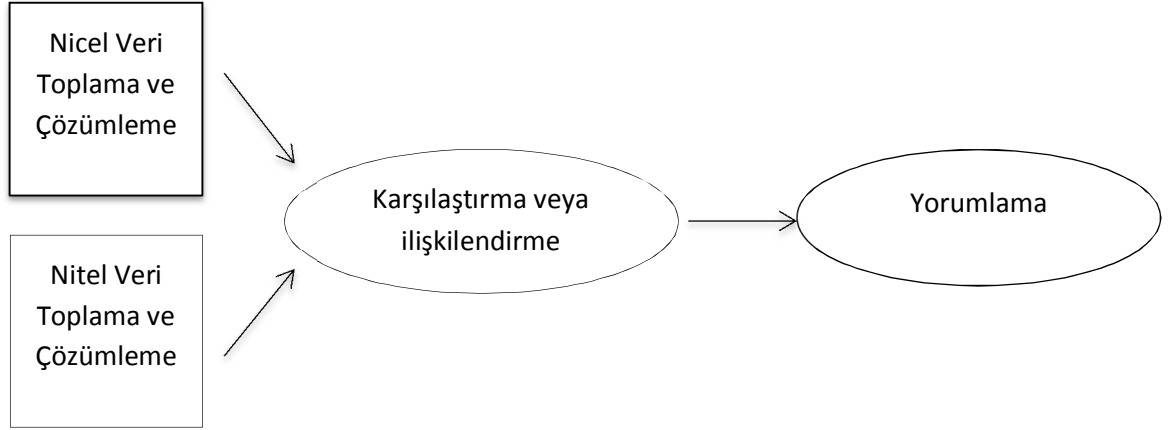 Nicel Veri
Toplama ve
Çözümleme
Nitel Veri
Toplama ve
Çözümleme
Karşılaştırma veya
ilişkilendirme
Yorumlama